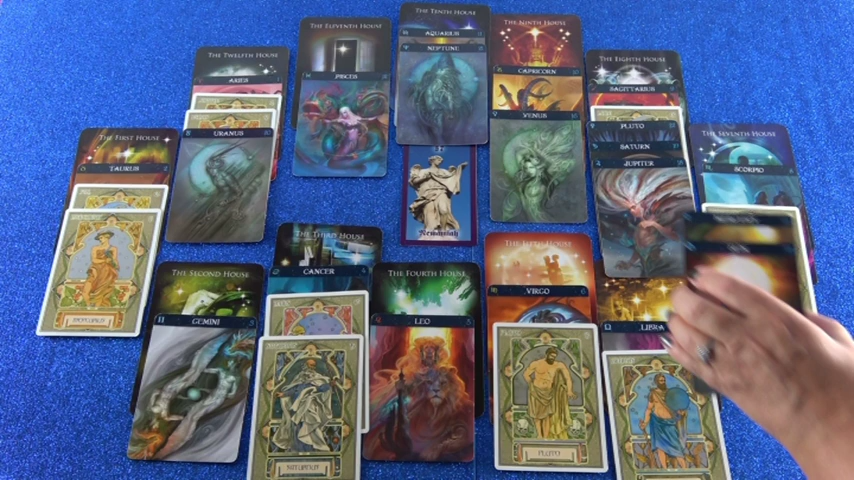 THE TENTH HOUSE
AQUARIUS
NEPTUNE
THE ELEVENTH HOUSE
PISCES
THE NINTH HOUSE
CAPRICORN
VENUS
THE TWELFTH HOUSE
ARIES
URANUS
THE EIGHTH HOUSE
SAGITTARIUS
PLUTO
SATURN
JUPITER
THE FIRST HOUSE
TAURUS
THE SEVENTH HOUSE
SCORPIO
Nemamiah
THE THIRD HOUSE
CANCER
THE SECOND HOUSE
GEMINI
THE FOURTH HOUSE
LEO
VIRGO
PLUTO
LIBRA